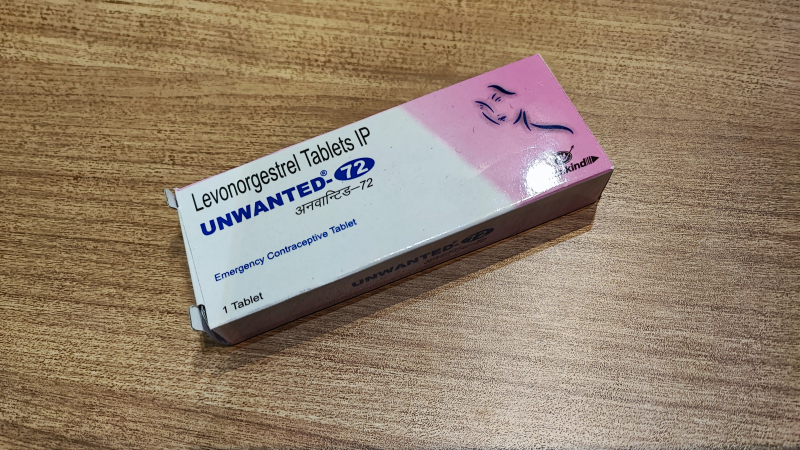 Levonorgestrel Tablets IP
UNWANTED®-72
अनवान्टिड–72
Emergency Contraceptive Tablet
1 Tablet
UNWANTED®-72